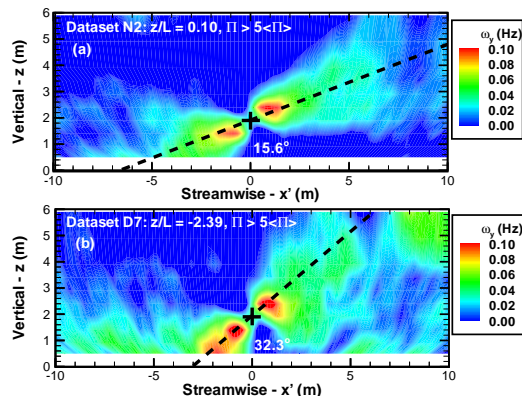 Dataset N2: z/L = 0.10, Π > 5<Π>
(a)
Vertical - z (m)
6
5
4
3
2
1
0
15.6°
-10 -5 0 5 10
Streamwise - x' (m)
ω_y (Hz)
0.10
0.08
0.06
0.04
0.02
0.00
Dataset D7: z/L = -2.39, Π > 5<Π>
(b)
Vertical - z (m)
6
5
4
3
2
1
0
32.3°
-10 -5 0 5 10
Streamwise - x' (m)
ω_y (Hz)
0.10
0.08
0.06
0.04
0.02
0.00